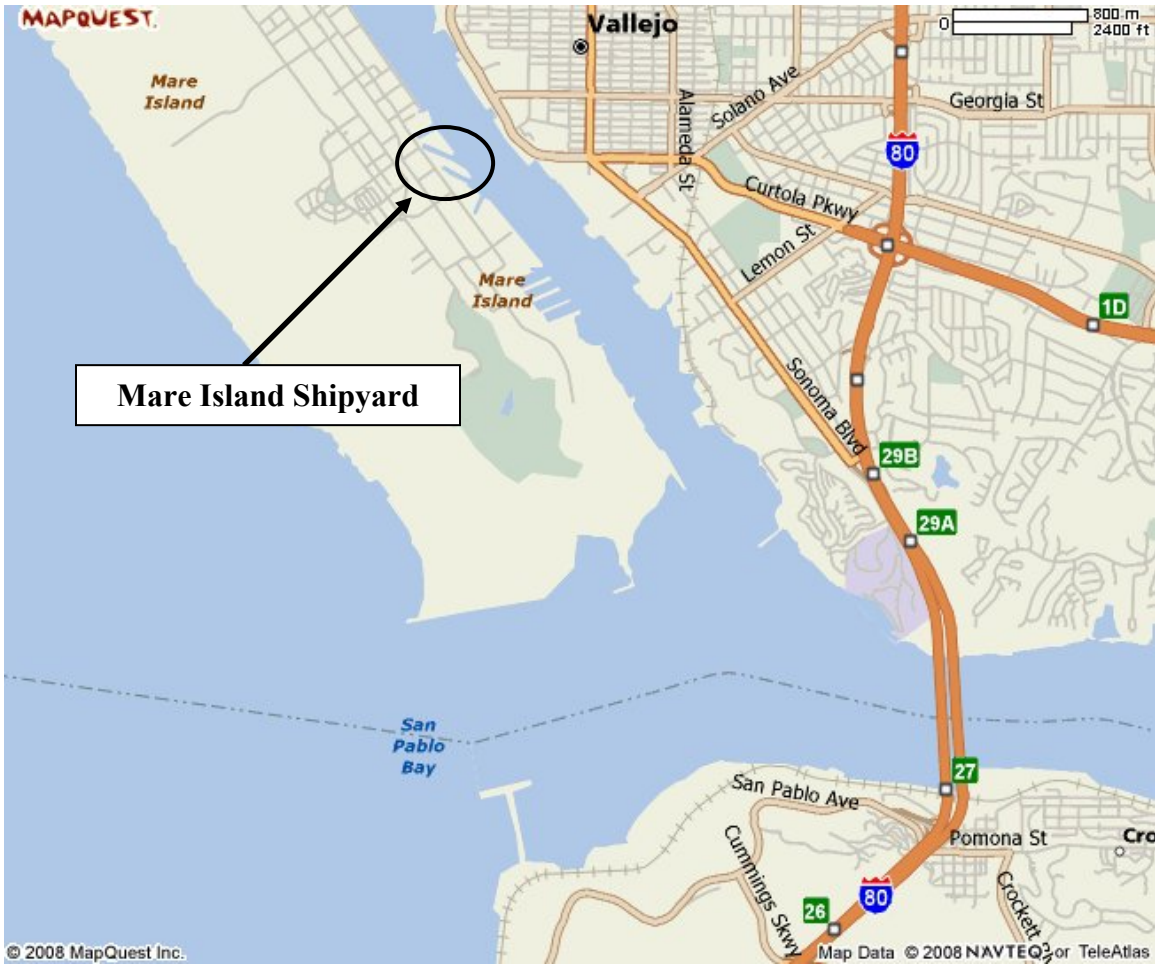 MAPQUEST.
0
800 m
2400 ft
Vallejo
Mare
Island
Alameda St
Solano Ave
Georgia St
80
Curtola Pkwy
Lemon St
Mare
Island
1D
Mare Island Shipyard
Sonoma Blvd
29B
29A
San
Pablo
Bay
27
San Pablo Ave
Pomona St
Cro
Cummings Skwy
Crockett
80
26
© 2008 MapQuest Inc.
Map Data © 2008 NAVTEQ or TeleAtlas